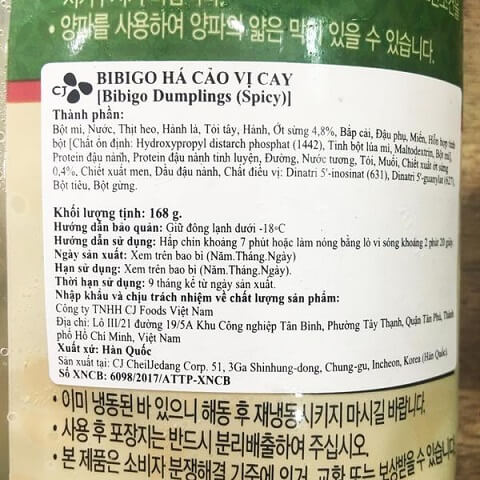 • 양파를 사용하여 양파의 얇은 막이 있을 수 있습니다.
CJ
BIBIGO HÁ CẢO VỊ CAY
[Bibigo Dumplings (Spicy)]
Thành phần:
Bột mì, Nước, Thịt heo, Hành lá, Tỏi tây, Hành, Ớt sừng 4,8%, Bắp cải, Đậu phụ, Miến, Hỗn hợp
bột [Chất ổn định: Hydroxypropyl distarch phosphat (1442), Tinh bột lúa mì, Maltodextrin, Bột mì],
Protein đậu nành, Protein đậu nành tinh luyện, Đường, Nước tương, Tỏi, Muối, Chiết xuất ớt sừng
0,4%, Chiết xuất men, Dầu đậu nành, Chất điều vị: Dinatri 5'-inosinat (631), Dinatri 5'-guanylat (627),
Bột tiêu, Bột gừng.
Khối lượng tịnh: 168 g.
Hướng dẫn bảo quản: Giữ đông lạnh dưới -18°C
Hướng dẫn sử dụng: Hấp chín khoảng 7 phút hoặc làm nóng bằng lò vi sóng khoảng 2 phút 20 giây.
Ngày sản xuất: Xem trên bao bì (Năm.Tháng.Ngày)
Hạn sử dụng: Xem trên bao bì (Năm.Tháng.Ngày).
Thời hạn sử dụng: 9 tháng kể từ ngày sản xuất.
Nhập khẩu và chịu trách nhiệm về chất lượng sản phẩm:
Công ty TNHH CJ Foods Việt Nam
Địa chỉ: Lô III/21 đường 19/5A Khu Công nghiệp Tân Bình, Phường Tây Thạnh, Quận Tân Phú, Thành
phố Hồ Chí Minh, Việt Nam
Xuất xứ: Hàn Quốc
Sản xuất tại: CJ CheilJedang Corp. 51, 3Ga Shinhung-dong, Chung-gu, Incheon, Korea (Hàn Quốc).
Số XNCB: 6098/2017/ATTP-XNCB
• 이미 냉동된 바 있으니 해동 후 재냉동시키지 마시길 바랍니다.
• 사용 후 포장지는 반드시 분리배출하여 주십시오.
• 본 제품은 소비자 분쟁해결 기준에 의거, 교환 또는 보상받을 수 있습니다.